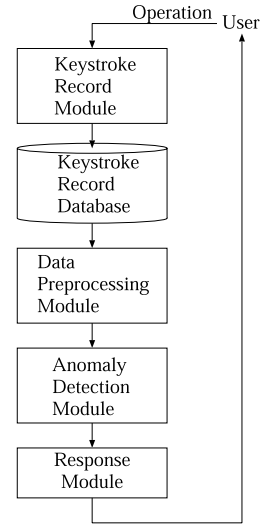 Operation
User
Keystroke
Record
Module
Keystroke
Record
Database
Data
Preprocessing
Module
Anomaly
Detection
Module
Response
Module